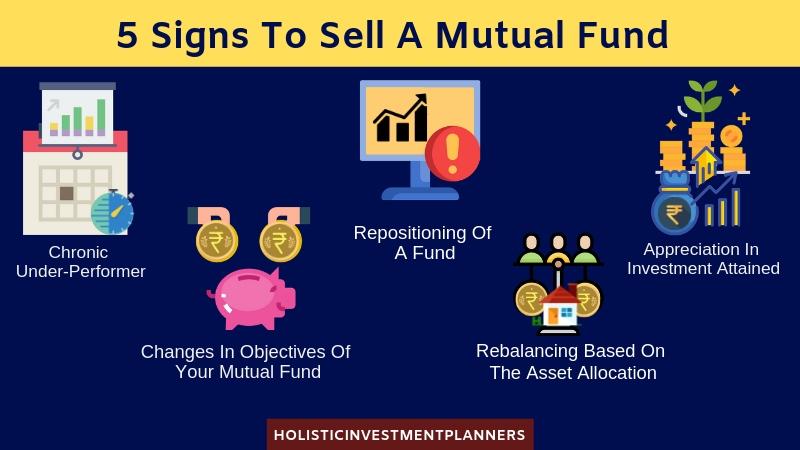 5 Signs To Sell A Mutual Fund
Chronic
Under-Performer
Changes In Objectives Of
Your Mutual Fund
Repositioning Of
A Fund
Rebalancing Based On
The Asset Allocation
Appreciation In
Investment Attained
HOLISTICINVESTMENTPLANNERS